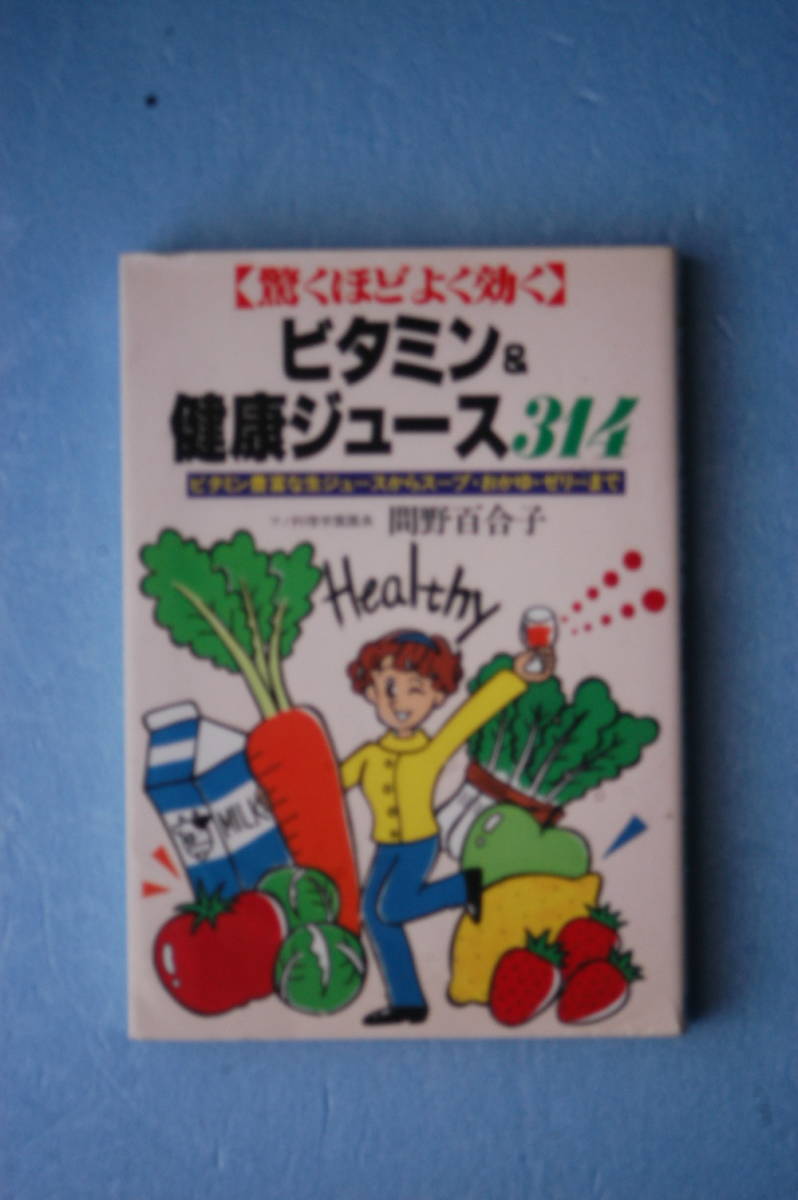 【驚くほどよく効く】
ビタミン&
健康ジュース314
ビタミン豊富な生ジュースからスープ・おかゆ・ゼリーまで
間野百合子
Healthy
MILK